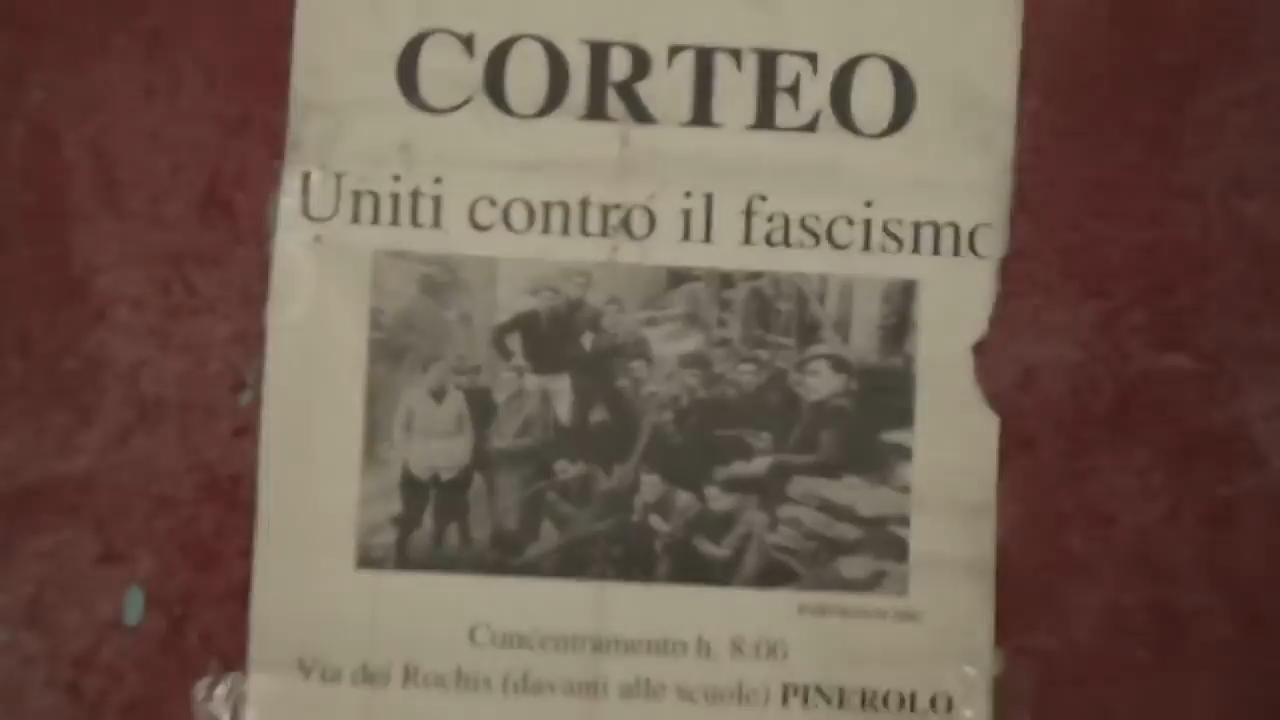 CORTEO
Uniti contro il fascismo
Concentramento h. 8:00
Via dei Rochis (davanti alle scuole) PINEROLO